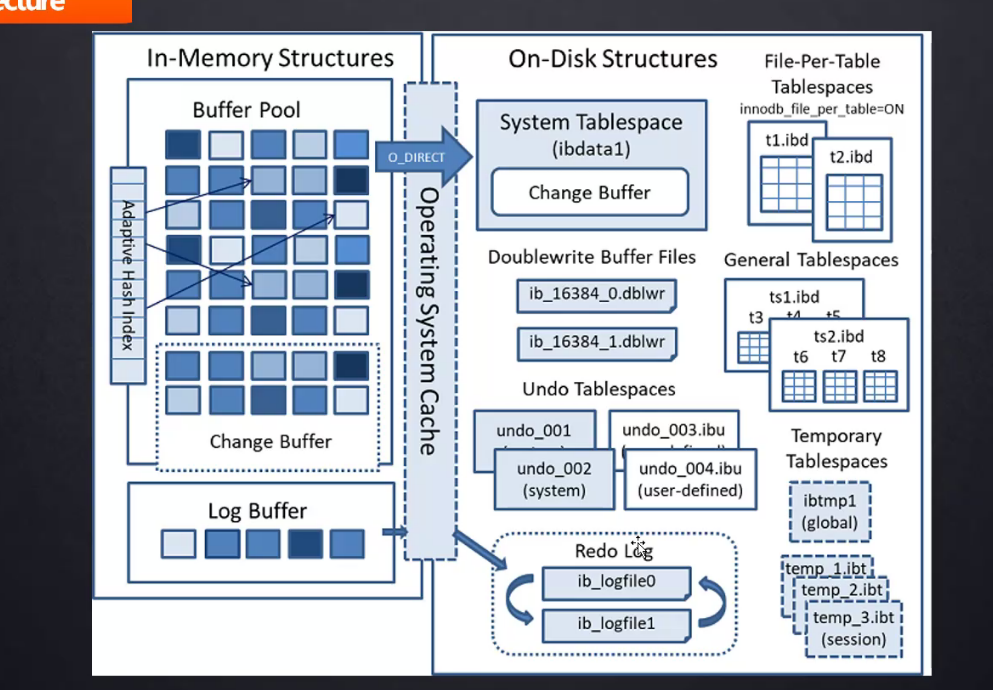 In-Memory Structures
Buffer Pool
Adaptive Hash Index
Change Buffer
Log Buffer
O_DIRECT
Operating System Cache
On-Disk Structures
System Tablespace
(ibdata1)
Change Buffer
Doublewrite Buffer Files
ib_16384_0.dblwr
ib_16384_1.dblwr
Undo Tablespaces
undo_001
undo_002
(system)
undo_003.ibu
undo_004.ibu
(user-defined)
Redo Log
ib_logfile0
ib_logfile1
File-Per-Table
Tablespaces
innodb_file_per_table=ON
t1.ibd
t2.ibd
General Tablespaces
ts1.ibd
t3 t4 t5
ts2.ibd
t6 t7 t8
Temporary
Tablespaces
ibtmp1
(global)
temp_1.ibt
temp_2.ibt
temp_3.ibt
(session)